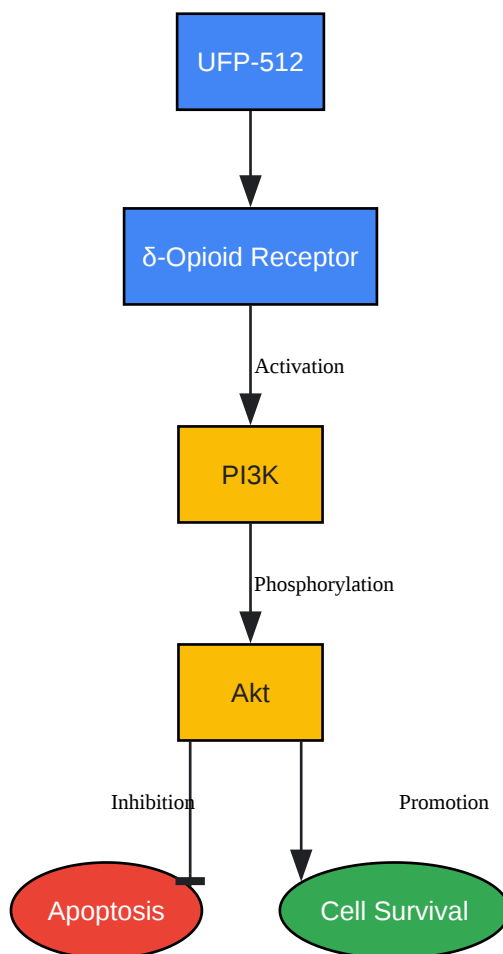 UFP-512
δ-Opioid Receptor
Activation
PI3K
Phosphorylation
Akt
Inhibition
Promotion
Apoptosis
Cell Survival